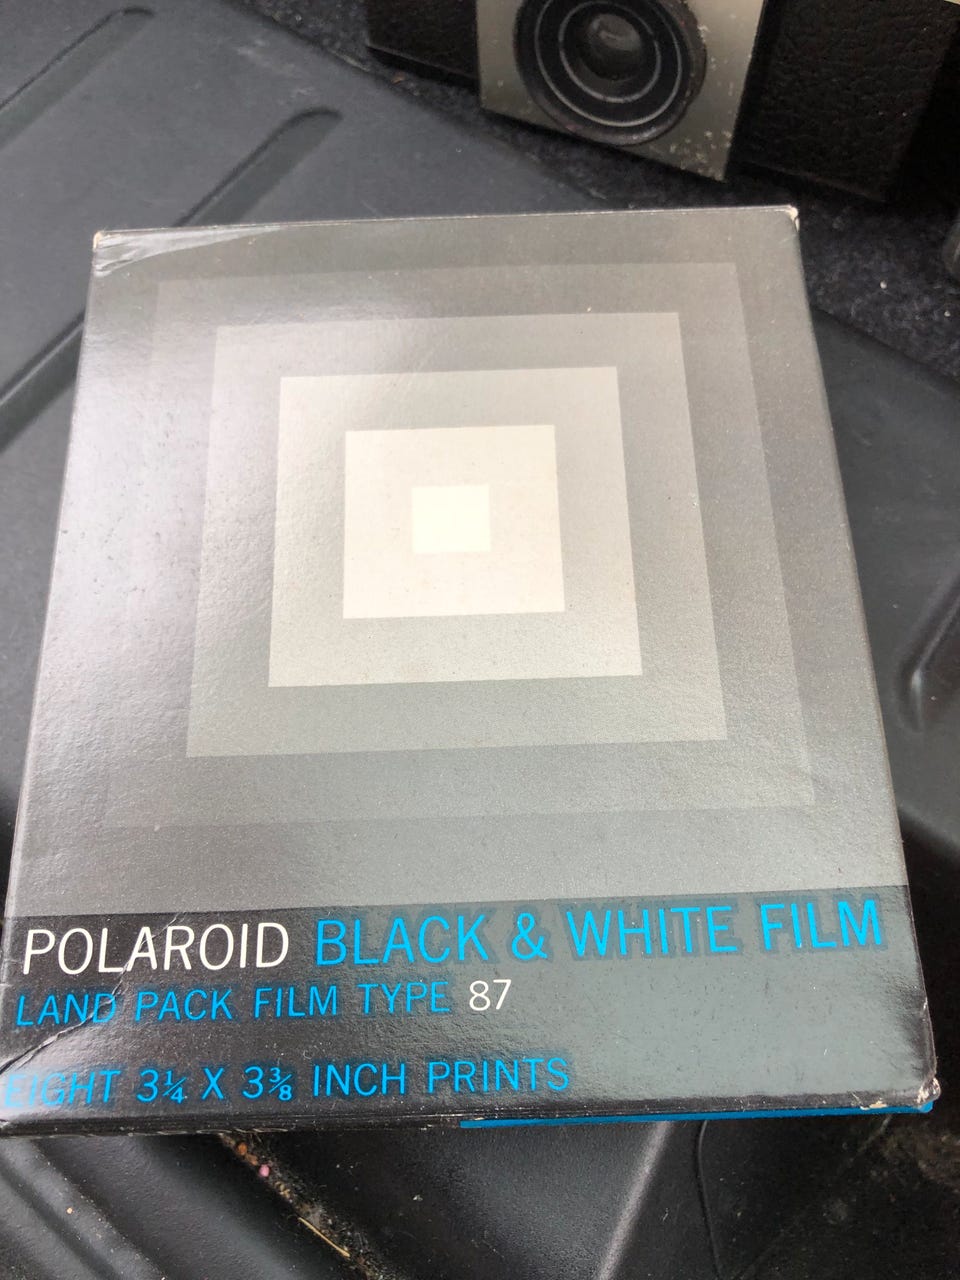 POLAROID BLACK & WHITE FILM
LAND PACK FILM TYPE 87
EIGHT 3¼ X 3⅜ INCH PRINTS